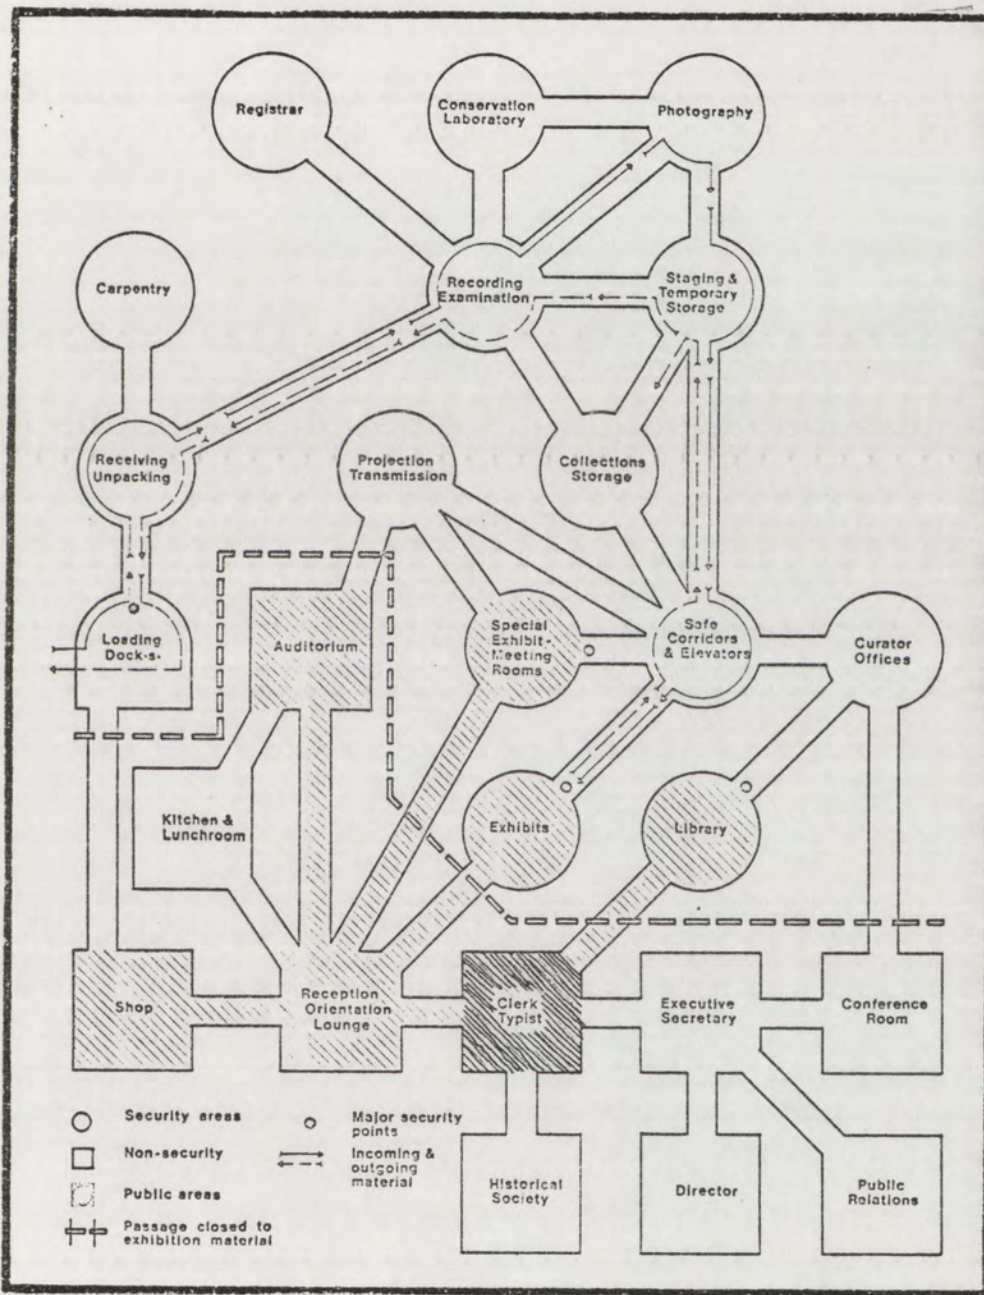 Registrar
Conservation
Laboratory
Photography
Carpentry
Recording
Examination
Staging &
Temporary
Storage
Receiving
Unpacking
Projection
Transmission
Collections
Storage
Loading
Dock-s-
Auditorium
Special
Exhibit-
Meeting
Rooms
Safe
Corridors
& Elevators
Curator
Offices
Kitchen &
Lunchroom
Exhibits
Library
Shop
Reception
Orientation
Lounge
Clerk
Typist
Executive
Secretary
Conference
Room
Historical
Society
Director
Public
Relations
Security areas
Non-security
Public areas
Passage closed to
exhibition material
Major security
points
Incoming &
outgoing
material